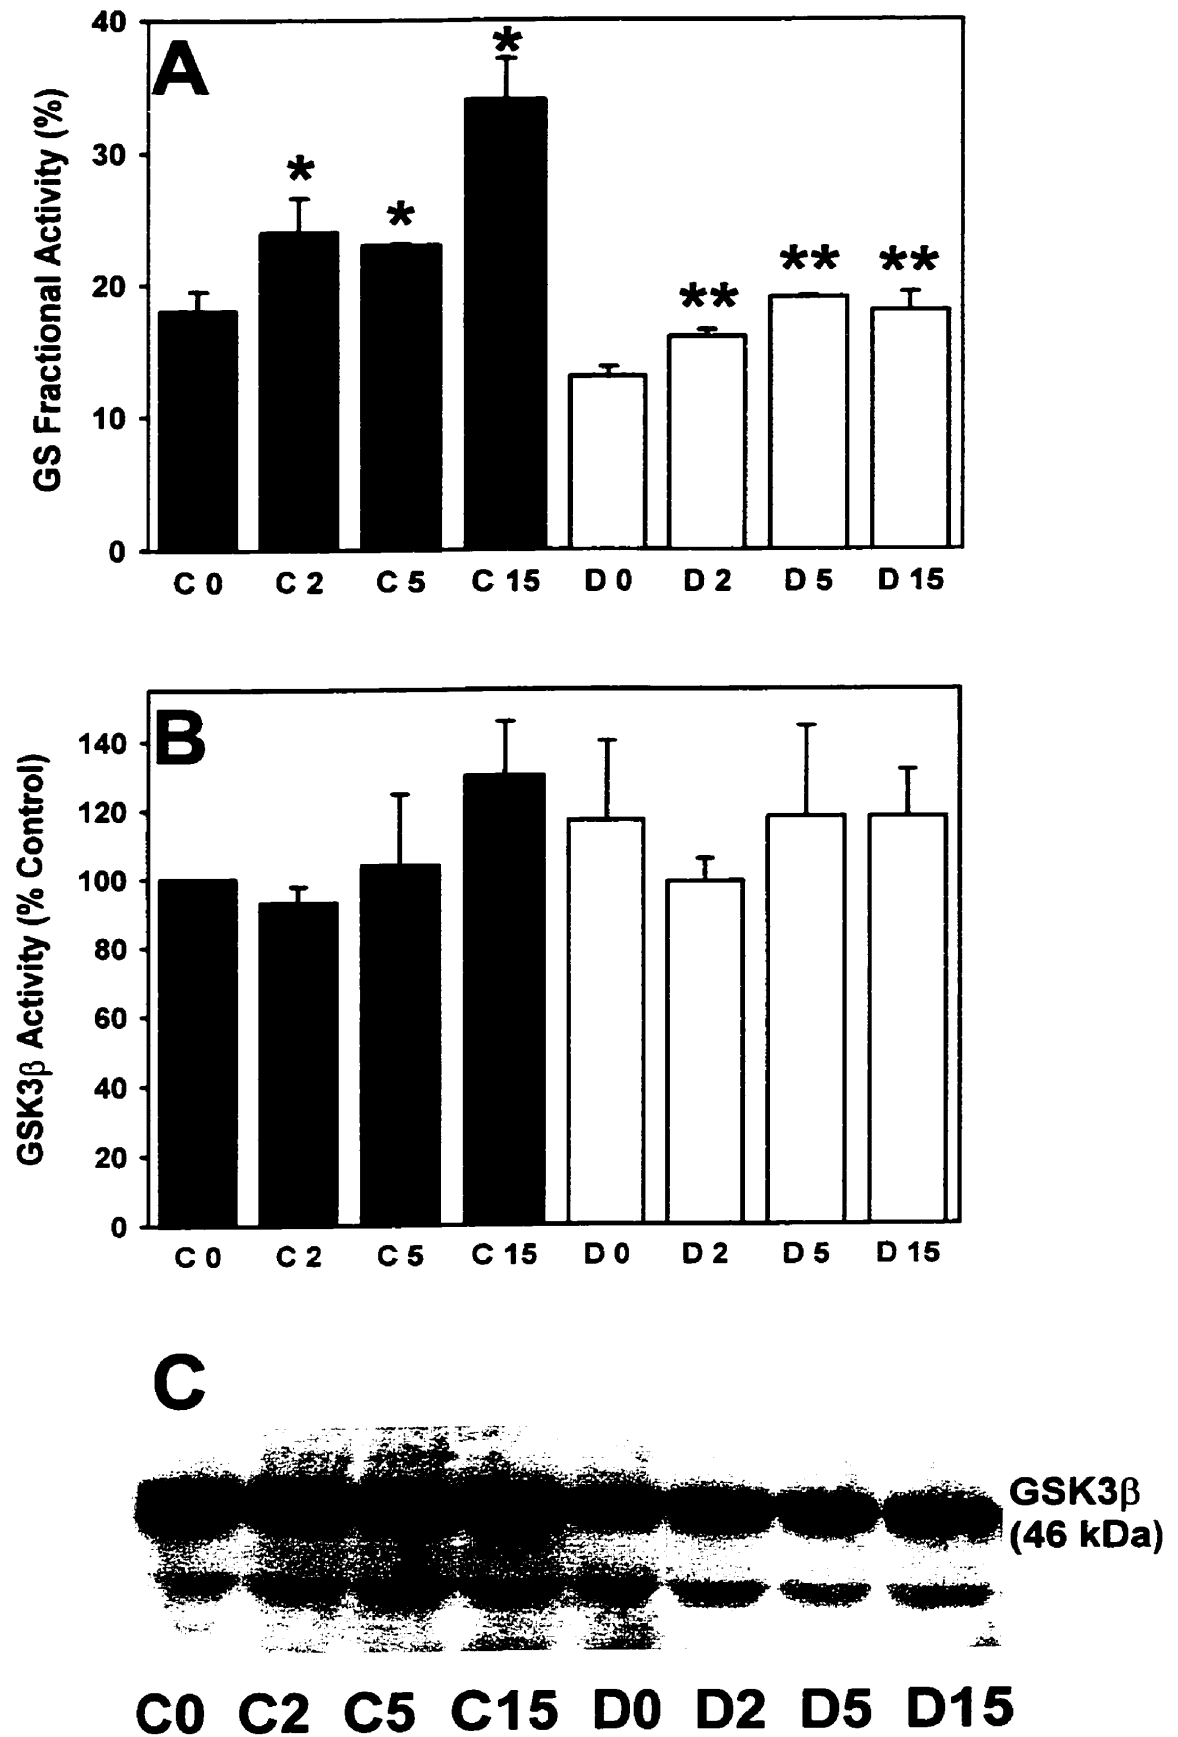 A
GS Fractional Activity (%)
40
30
20
10
0
*
*
*
**
**
**
C 0 C 2 C 5 C 15 D 0 D 2 D 5 D 15
B
GSK3β Activity (% Control)
140
120
100
80
60
40
20
0
C 0 C 2 C 5 C 15 D 0 D 2 D 5 D 15
C
GSK3β
(46 kDa)
C0 C2 C5 C15 D0 D2 D5 D15